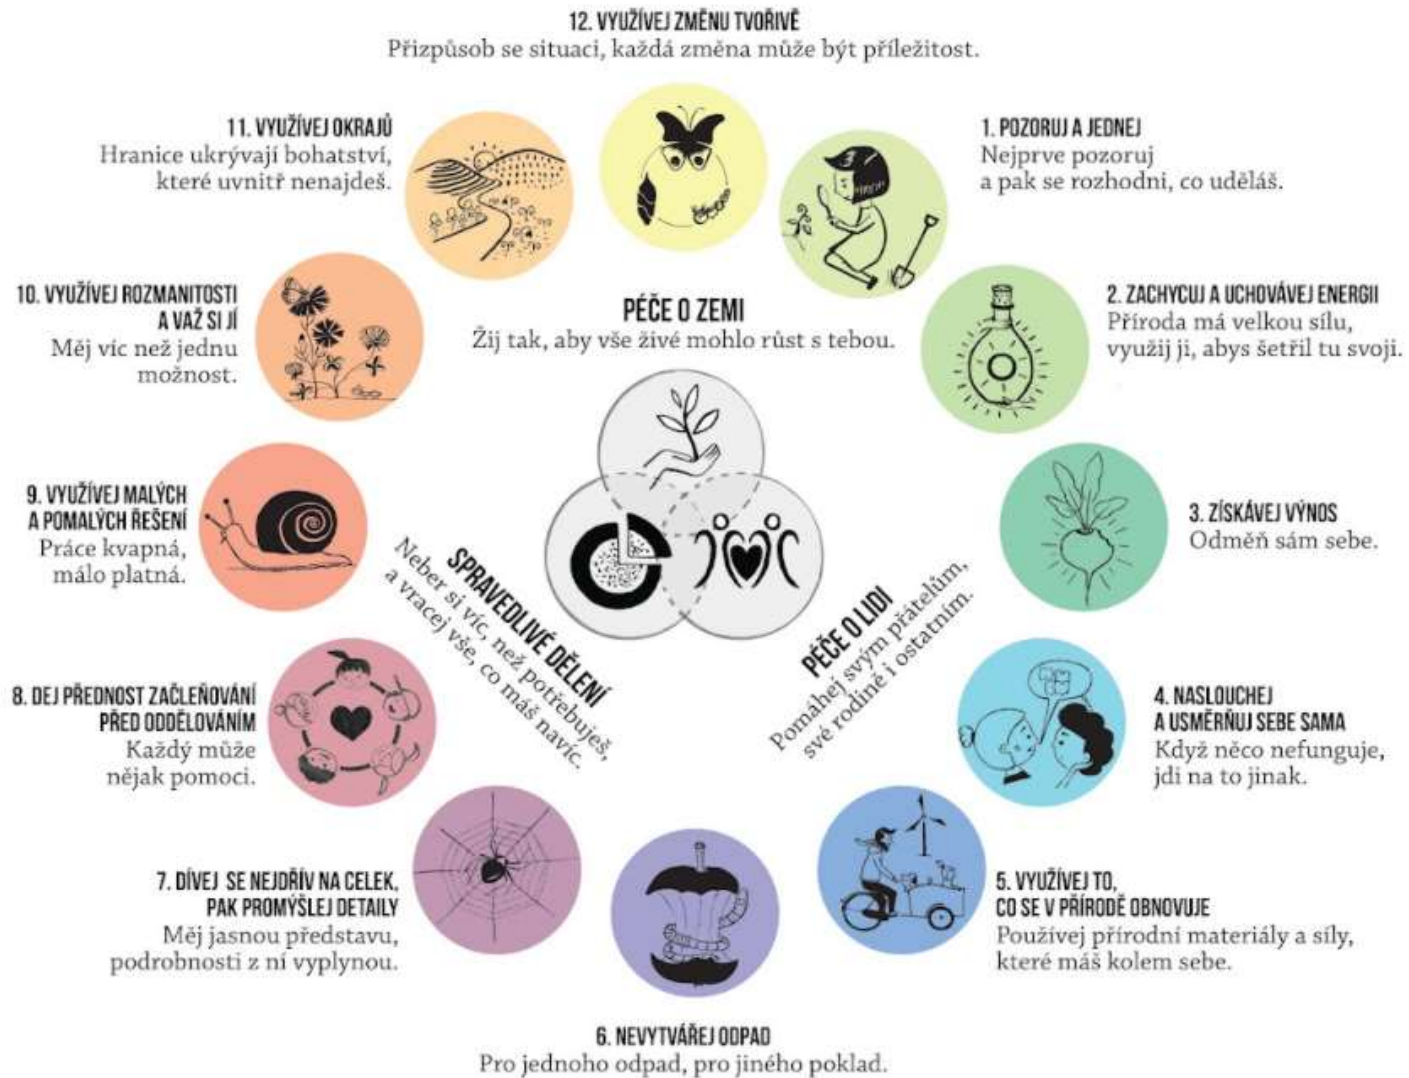 12. VYUŽÍVEJ ZMĚNU TVOŘIVĚ
Přizpůsob se situaci, každá změna může být příležitost.
1. POZORUJ A JEDNEJ
Nejprve pozoruj
a pak se rozhodni, co uděláš.
2. ZACHYCUJ A UCHOVÁVEJ ENERGII
Příroda má velkou sílu,
využij ji, abys šetřil tu svoji.
3. ZÍSKÁVEJ VÝNOS
Odměň sám sebe.
4. NASLOUCHEJ
A USMĚRŇUJ SEBE SAMA
Když něco nefunguje,
jdi na to jinak.
5. VYUŽÍVEJ TO,
CO SE V PŘÍRODĚ OBNOVUJE
Používej přírodní materiály a síly,
které máš kolem sebe.
6. NEVYTVÁŘEJ ODPAD
Pro jednoho odpad, pro jiného poklad.
7. DÍVEJ SE NEJDŘÍV NA CELEK,
PAK PROMÝŠLEJ DETAILY
Měj jasnou představu,
podrobnosti z ní vyplynou.
8. DEJ PŘEDNOST ZAČLEŇOVÁNÍ
PŘED ODDĚLOVÁNÍM
Každý může
nějak pomoci.
9. VYUŽÍVEJ MALÝCH
A POMALÝCH ŘEŠENÍ
Práce kvapná,
málo platná.
10. VYUŽÍVEJ ROZMANITOSTI
A VAŽ SI JÍ
Měj víc než jednu
možnost.
11. VYUŽÍVEJ OKRAJŮ
Hranice ukrývají bohatství,
které uvnitř nenajdeš.
PÉČE O ZEMI
Žij tak, aby vše živé mohlo růst s tebou.
PÉČE O LIDI
Pomáhej svým přátelům,
své rodině i ostatním.
SPRAVEDLIVÉ DĚLENÍ
Neber si víc, než potřebuješ,
a vracej vše, co máš navíc.